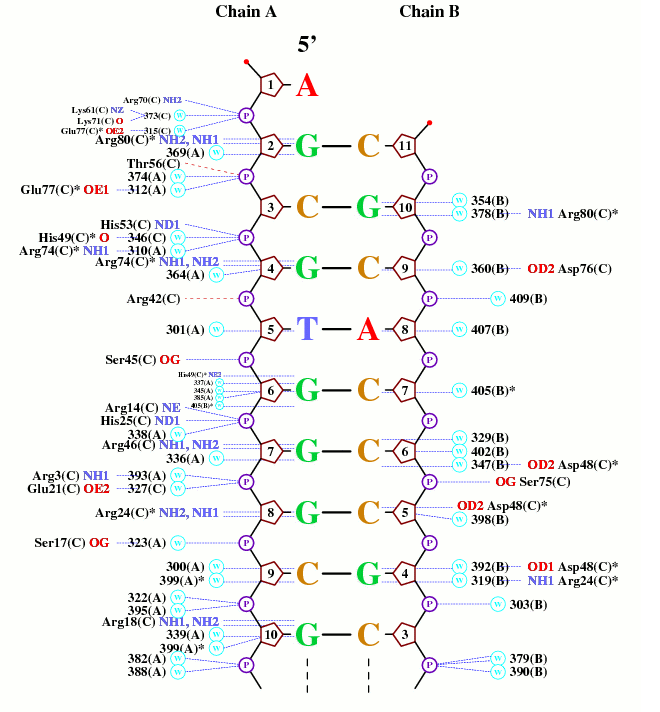 Chain A Chain B
5’
1 A
Arg70(C) NH2
Lys61(C) NZ
P 373(C) W
Lys71(C) O
Glu77(C)* OE2 315(C) W
Arg80(C)* NH2, NH1
2 G C 11
369(A) W
Thr56(C)
374(A) W P P
Glu77(C)* OE1 312(A) W
W 354(B)
3 C G 10
W 378(B) NH1 Arg80(C)*
His53(C) ND1
His49(C)* O 346(C) W P P
Arg74(C)* NH1 310(A) W
Arg74(C)* NH1, NH2
4 G C 9 W 360(B) OD2 Asp76(C)
364(A) W
Arg42(C) P P W 409(B)
301(A) W 5 T A 8 W 407(B)
Ser45(C) OG P P
His49(C)* NE2
337(A) W
345(A) W 6 G C 7 W 405(B)*
385(A) W
405(B)* W
Arg14(C) NE
His25(C) ND1 P P
338(A) W
W 329(B)
Arg46(C) NH1, NH2
7 G C 6 W 402(B)
336(A) W
W 347(B) OD2 Asp48(C)*
Arg3(C) NH1 393(A) W P P OG Ser75(C)
Glu21(C) OE2 327(C) W
OD2 Asp48(C)*
Arg24(C)* NH2, NH1 8 G C 5
W 398(B)
Ser17(C) OG 323(A) W P P
300(A) W W 392(B) OD1 Asp48(C)*
9 C G 4
399(A)* W W 319(B) NH1 Arg24(C)*
322(A) W P P W 303(B)
395(A) W
Arg18(C) NH1, NH2
339(A) W 10 G C 3
399(A)* W
382(A) W W 379(B)
P P
388(A) W W 390(B)